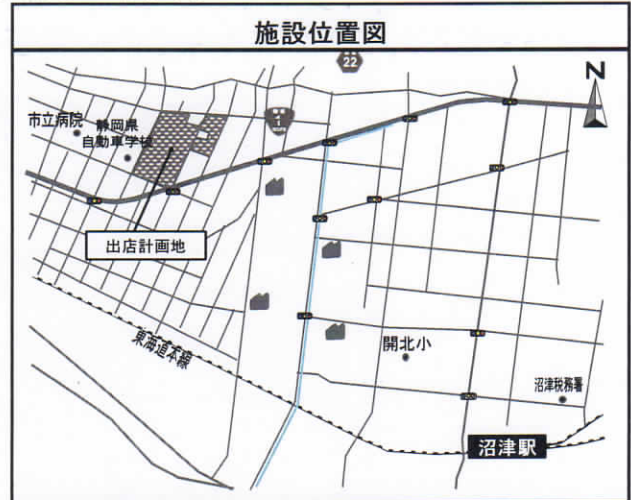 施設位置図
22
N
市立病院
静岡県
自動車学校
1
出店計画地
東海道本線
開北小
沼津税務署
沼津駅